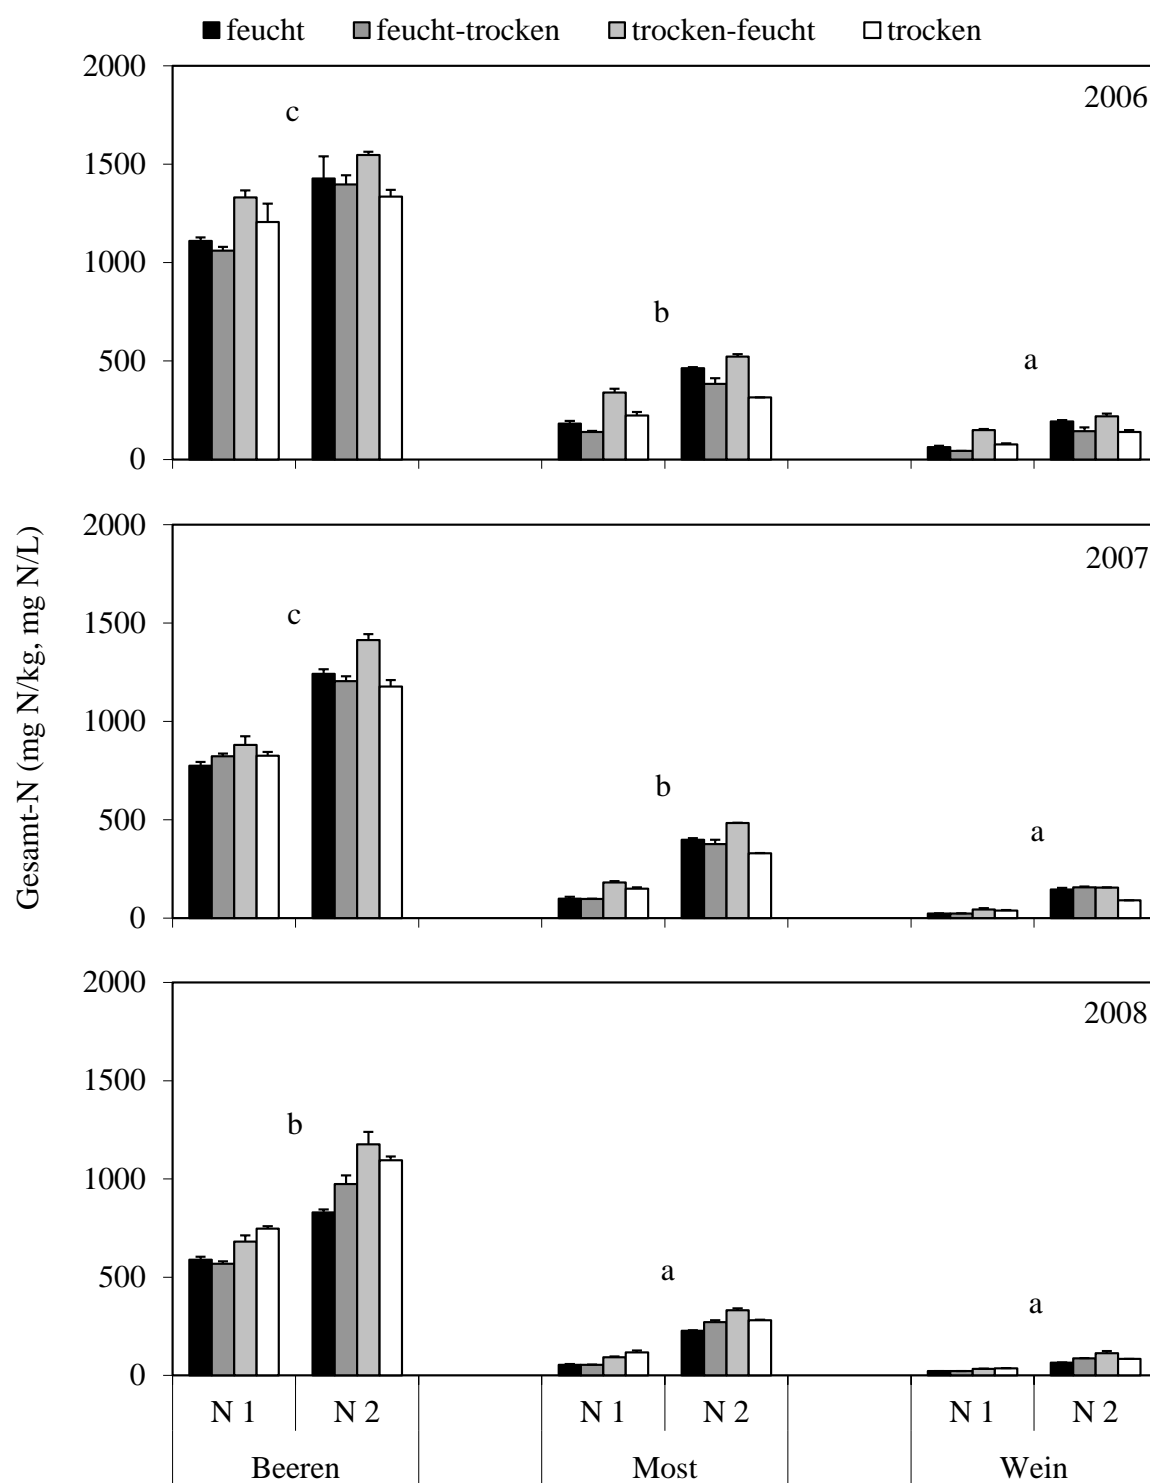 feucht feucht-trocken trocken-feucht trocken
Gesamt-N (mg N/kg, mg N/L)
2000
2006
c
1500
1000
b
500
a
0
2000
2007
1500
c
1000
b
500
a
0
2000
2008
1500
b
1000
500
a
a
0
N 1 N 2 N 1 N 2 N 1 N 2
Beeren Most Wein